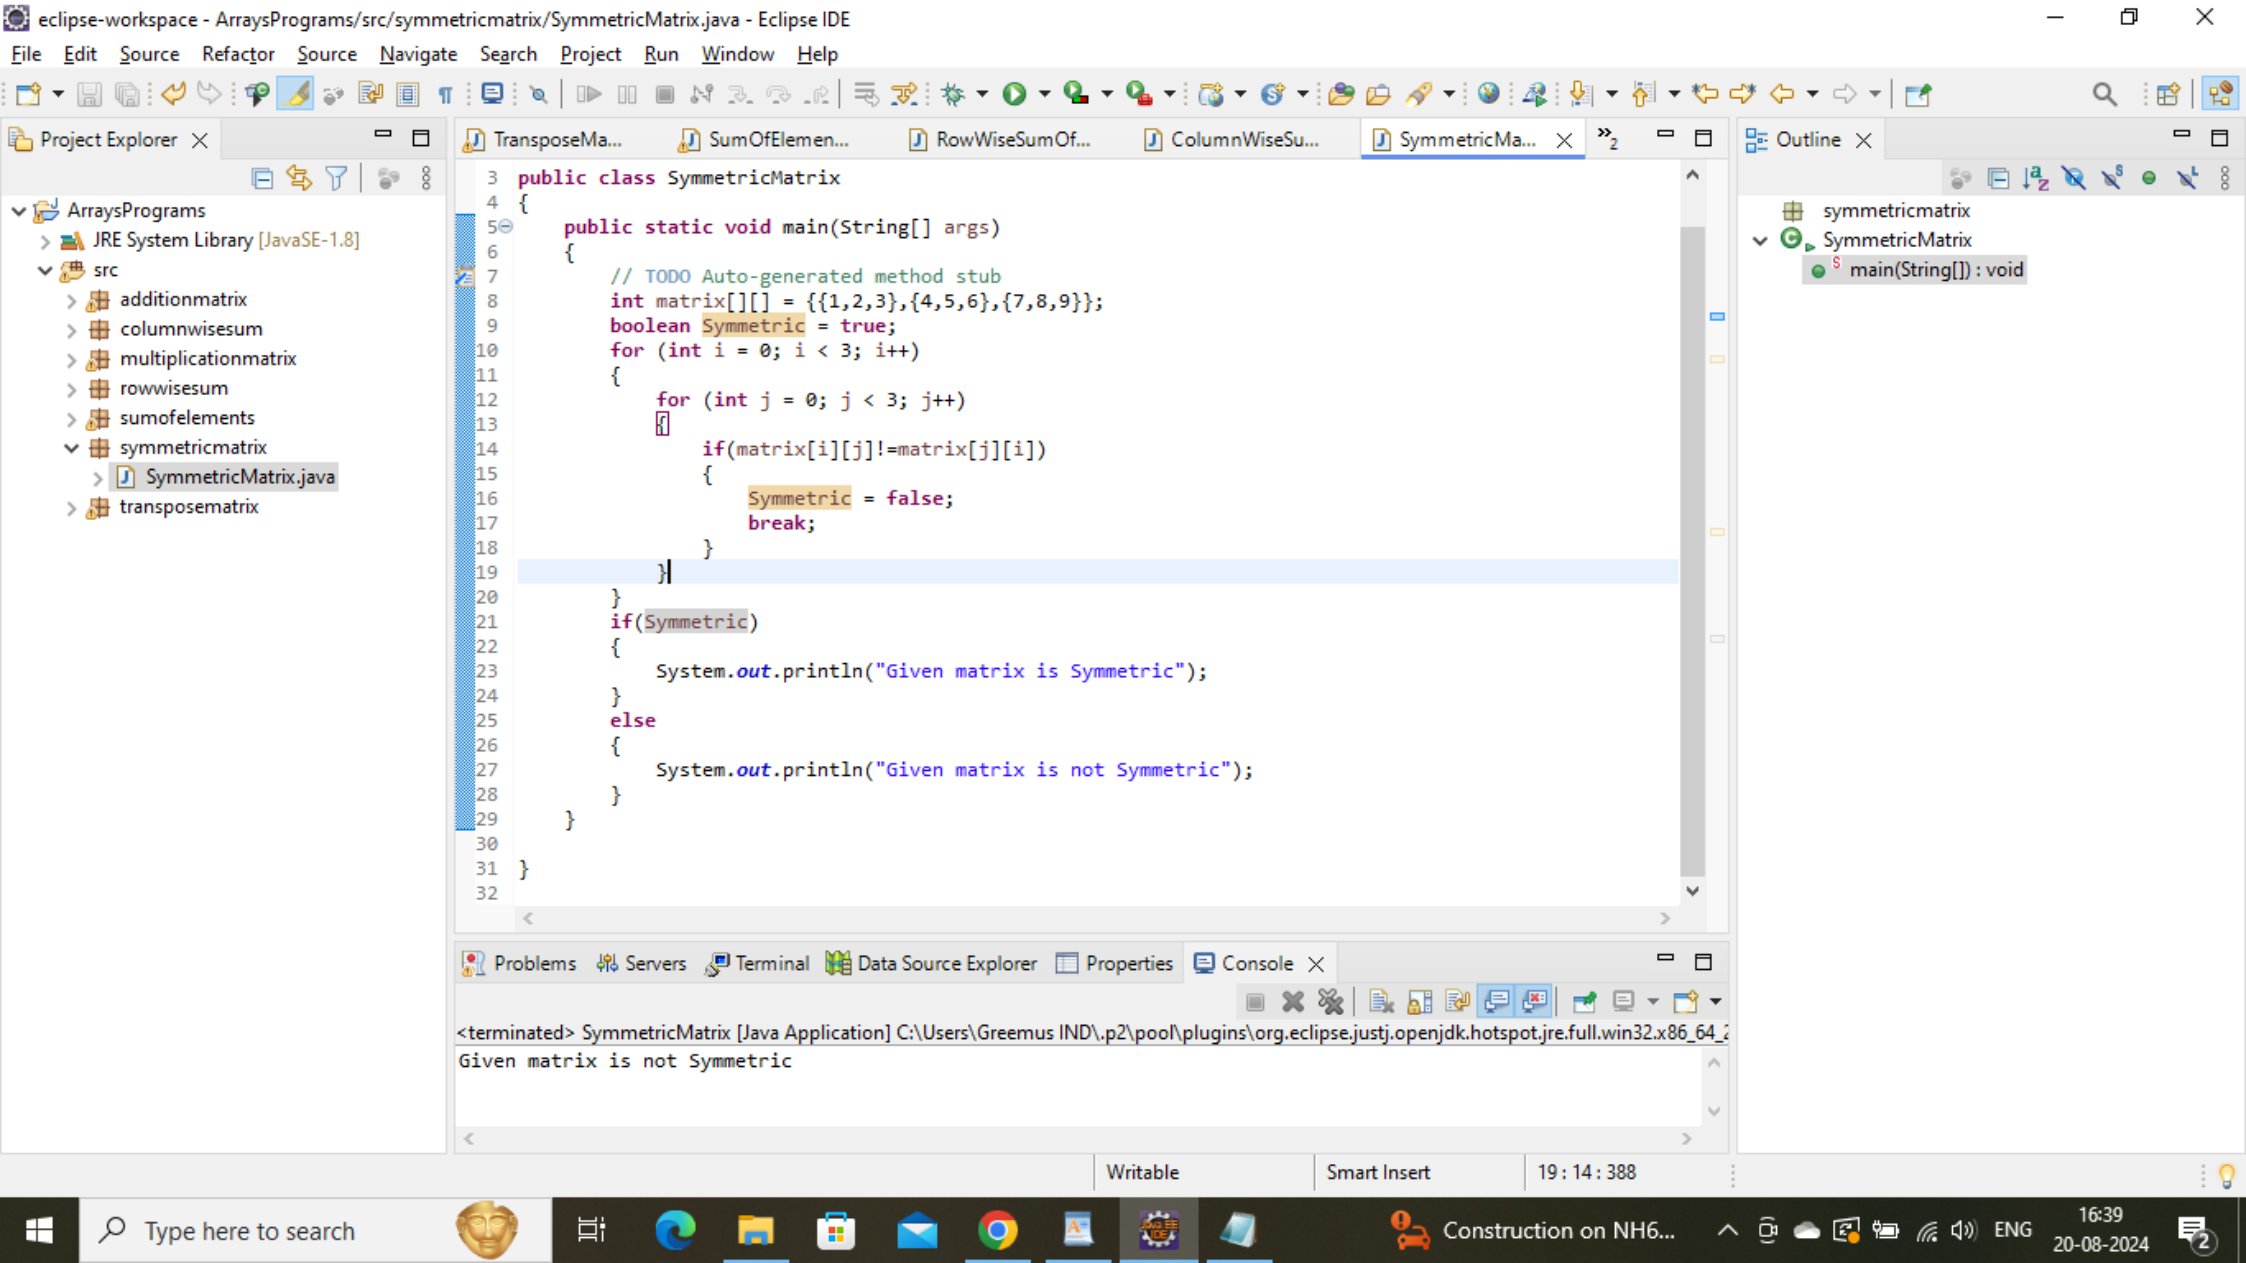 eclipse-workspace - ArraysPrograms/src/symmetricmatrix/SymmetricMatrix.java - Eclipse IDE
File Edit Source Refactor Source Navigate Search Project Run Window Help
Project Explorer
TransposeMa... SumOfElemen... RowWiseSumOf... ColumnWiseSu... SymmetricMa... »2
Outline
ArraysPrograms
JRE System Library [JavaSE-1.8]
src
additionmatrix
columnwisesum
multiplicationmatrix
rowwisesum
sumofelements
symmetricmatrix
SymmetricMatrix.java
transposematrix
3 public class SymmetricMatrix
4 {
5 public static void main(String[] args)
6 {
7 // TODO Auto-generated method stub
8 int matrix[][] = {{1,2,3},{4,5,6},{7,8,9}};
9 boolean Symmetric = true;
10 for (int i = 0; i < 3; i++)
11 {
12 for (int j = 0; j < 3; j++)
13 {
14 if(matrix[i][j]!=matrix[j][i])
15 {
16 Symmetric = false;
17 break;
18 }
19 }
20 }
21 if(Symmetric)
22 {
23 System.out.println("Given matrix is Symmetric");
24 }
25 else
26 {
27 System.out.println("Given matrix is not Symmetric");
28 }
29 }
30
31 }
32
symmetricmatrix
SymmetricMatrix
main(String[]) : void
Problems Servers Terminal Data Source Explorer Properties Console
<terminated> SymmetricMatrix [Java Application] C:\Users\Greemus IND\.p2\pool\plugins\org.eclipse.justj.openjdk.hotspot.jre.full.win32.x86_64_2
Given matrix is not Symmetric
Writable Smart Insert 19 : 14 : 388
Type here to search
Construction on NH6... ENG
16:39
20-08-2024
2